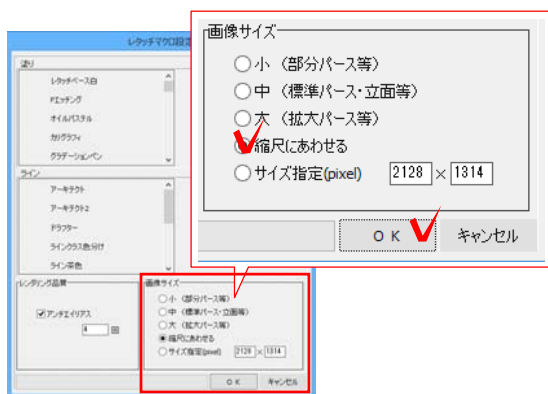 レタッチマクロ設定
塗り
レタッチベース白
Fエッチング
オイルパステル
カリグラフィ
グラデーションペン
ライン
アーキテクト
アーキテクト2
ドラフター
ラインクラス色分け
ライン茶色
レンダリング品質
アンチエイリアス
4 回
画像サイズ
小 (部分パース等)
中 (標準パース・立面等)
大 (拡大パース等)
縮尺にあわせる
サイズ指定(pixel) 2128 × 1314
OK キャンセル
画像サイズ
小 (部分パース等)
中 (標準パース・立面等)
大 (拡大パース等)
縮尺にあわせる
サイズ指定(pixel) 2128 × 1314
OK キャンセル